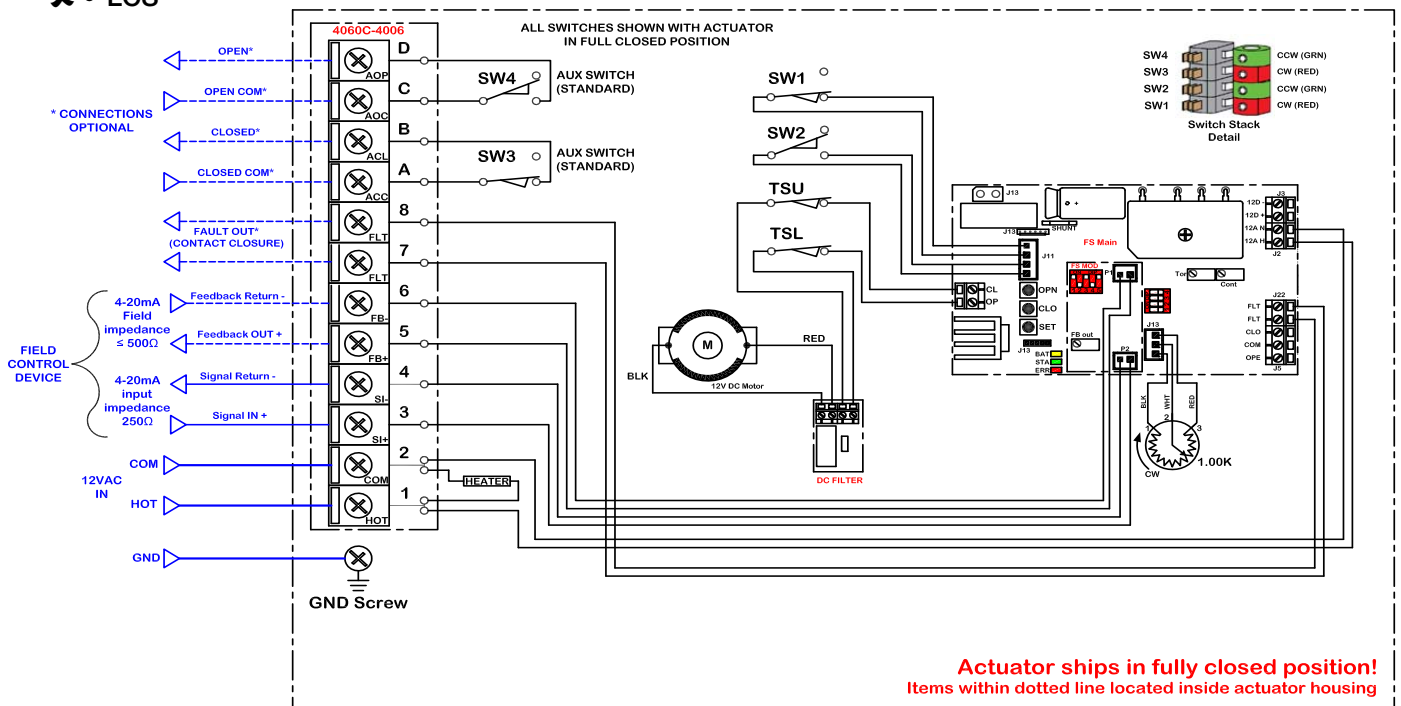 ALL SWITCHES SHOWN WITH ACTUATOR
IN FULL CLOSED POSITION
4060C-4006
OPEN*
D
AOP
OPEN COM*
C
AOC
* CONNECTIONS
OPTIONAL
CLOSED*
B
ACL
CLOSED COM*
A
ACC
FAULT OUT*
(CONTACT CLOSURE)
8
FLT
7
FLT
Feedback Return -
6
FB-
Feedback OUT +
5
FB+
Signal Return -
4
SI-
Signal IN +
3
SI+
4-20mA
Field
impedance
≤ 500Ω
4-20mA
input
impedance
250Ω
FIELD
CONTROL
DEVICE
COM
2
COM
12VAC
IN
HOT
1
HOT
HEATER
GND
GND Screw
SW4
AUX SWITCH
(STANDARD)
SW3
AUX SWITCH
(STANDARD)
SW1
SW2
TSU
TSL
RED
M
BLK
12V DC Motor
DC FILTER
SW4
SW3
SW2
SW1
CCW (GRN)
CW (RED)
CCW (GRN)
CW (RED)
Switch Stack
Detail
J13
+
SHUNT
J13
FS Main
J11
J3
12D -
12D +
12A N
12A H
J2
CL
OP
OPN
CLO
SET
J13
BAT
STA
ERR
FS MOD
P1
FB out
P2
J13
Tor
Cont
J22
FLT
FLT
CLO
COM
OPE
J5
BLK
WHT
RED
1
2
3
CW
1.00K
Actuator ships in fully closed position!
Items within dotted line located inside actuator housing